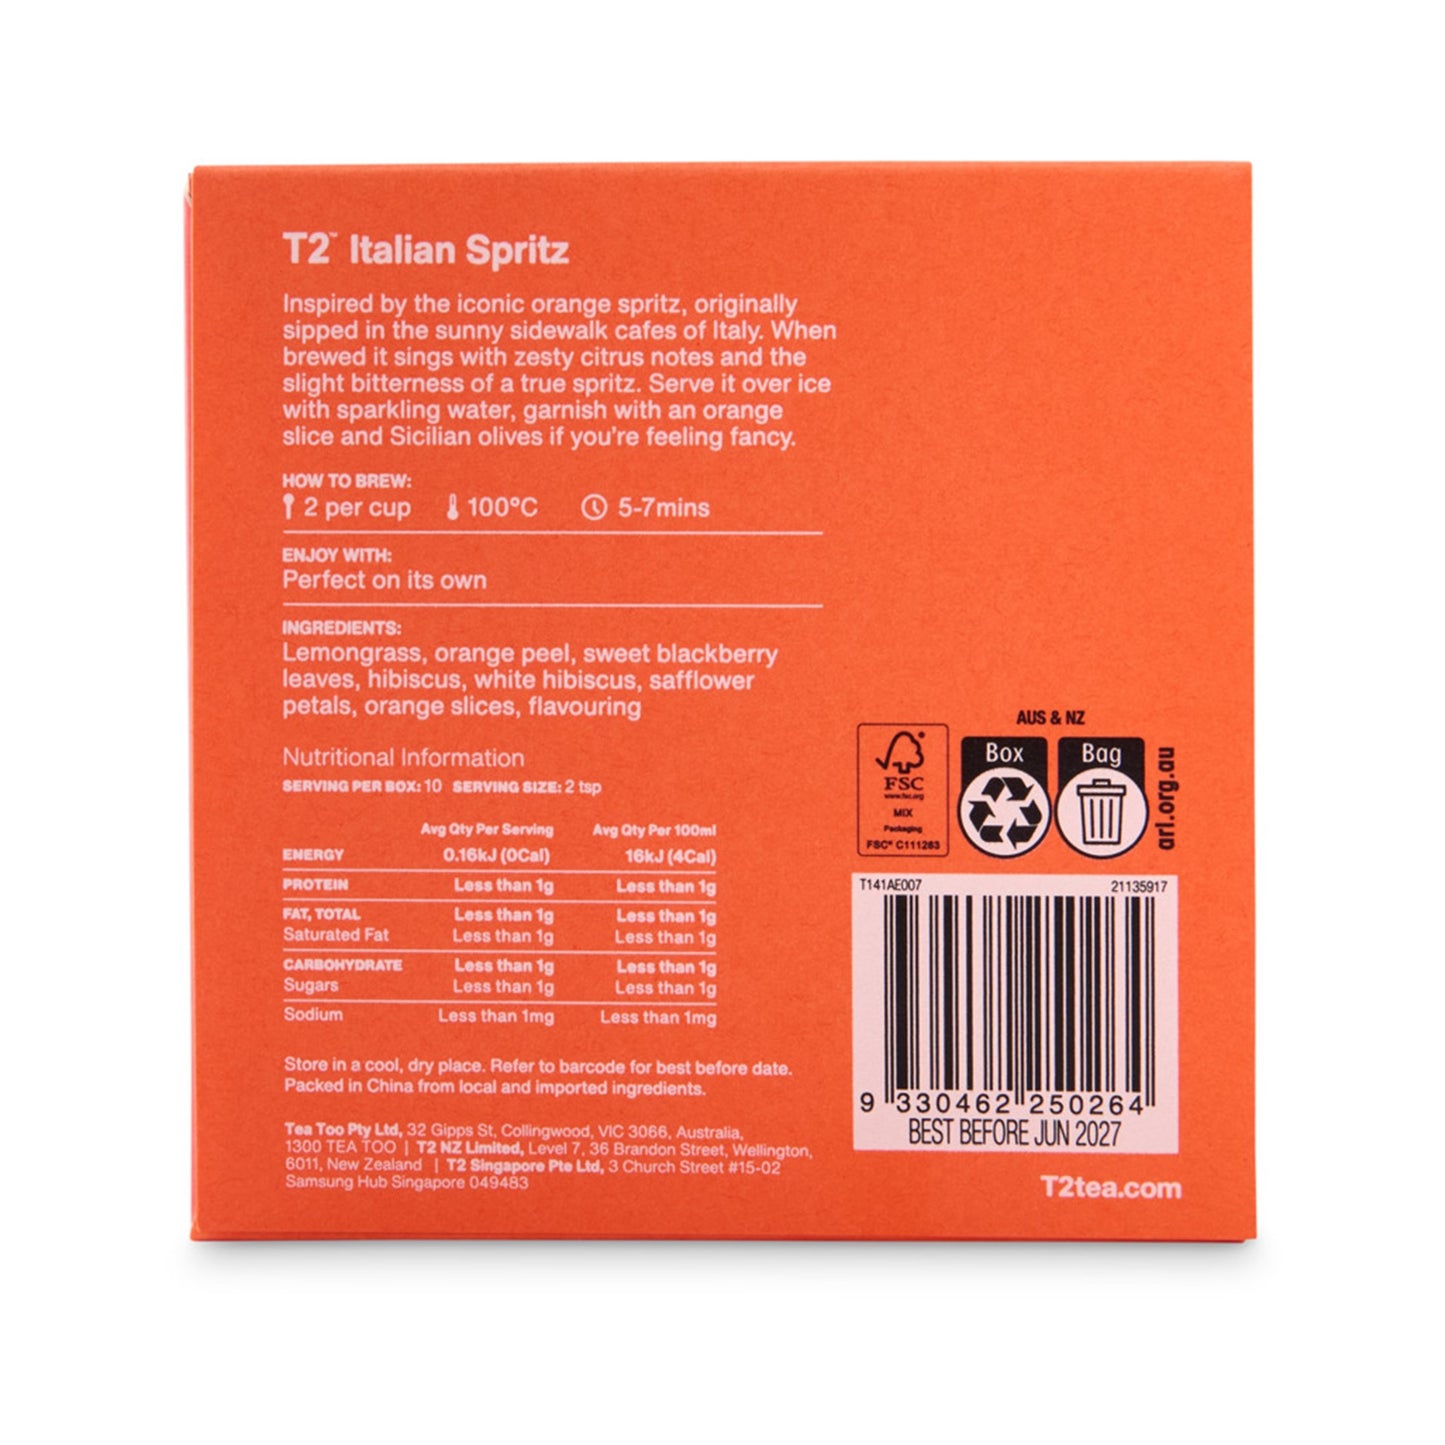 T2™ Italian Spritz
Inspired by the iconic orange spritz, originally
sipped in the sunny sidewalk cafes of Italy. When
brewed it sings with zesty citrus notes and the
slight bitterness of a true spritz. Serve it over ice
with sparkling water, garnish with an orange
slice and Sicilian olives if you're feeling fancy.
HOW TO BREW:
2 per cup 100°C 5-7mins
ENJOY WITH:
Perfect on its own
INGREDIENTS:
Lemongrass, orange peel, sweet blackberry
leaves, hibiscus, white hibiscus, safflower
petals, orange slices, flavouring
Nutritional Information
SERVING PER BOX: 10 SERVING SIZE: 2 tsp
Avg Qty Per Serving Avg Qty Per 100ml
ENERGY 0.16kJ (0Cal) 16kJ (4Cal)
PROTEIN Less than 1g Less than 1g
FAT, TOTAL Less than 1g Less than 1g
Saturated Fat Less than 1g Less than 1g
CARBOHYDRATE Less than 1g Less than 1g
Sugars Less than 1g Less than 1g
Sodium Less than 1mg Less than 1mg
Store in a cool, dry place. Refer to barcode for best before date.
Packed in China from local and imported ingredients.
Tea Too Pty Ltd, 32 Gipps St, Collingwood, VIC 3066, Australia,
1300 TEA TOO | T2 NZ Limited, Level 7, 36 Brandon Street, Wellington,
6011, New Zealand | T2 Singapore Pte Ltd, 3 Church Street #15-02
Samsung Hub Singapore 049483
AUS & NZ
FSC
www.fsc.org
MIX
Packaging
FSC® C111283
Box
Bag
arl.org.au
T141AE007 21135917
9 330462 250264
BEST BEFORE JUN 2027
T2tea.com